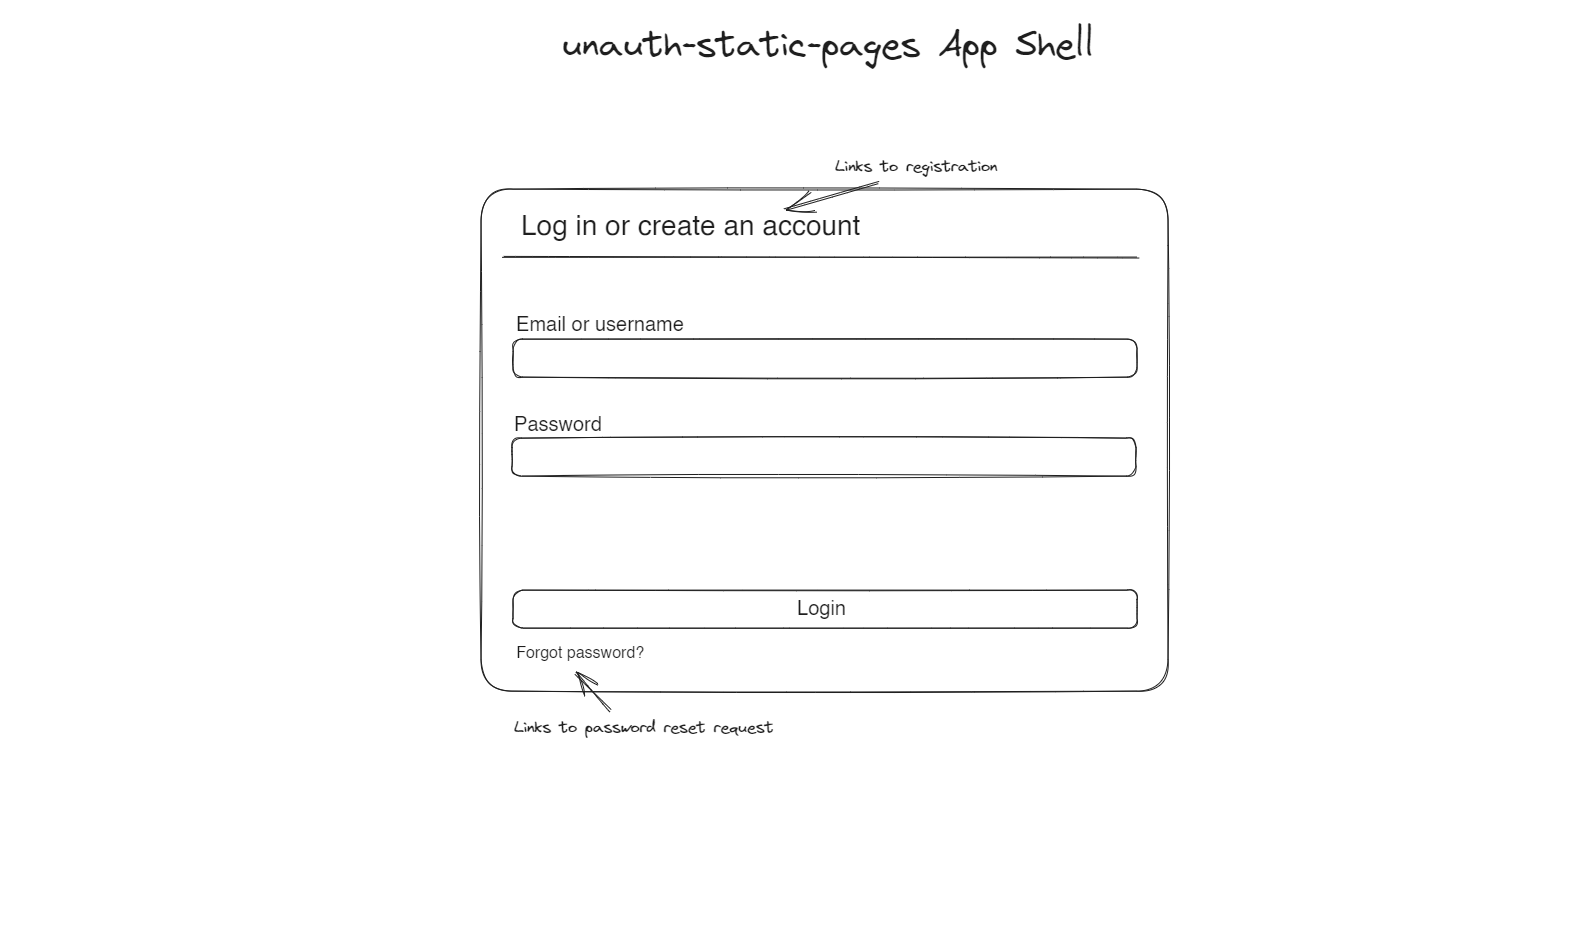 unauth-static-pages App Shell
Links to registration
Log in or create an account
Email or username
Password
Login
Forgot password?
Links to password reset request